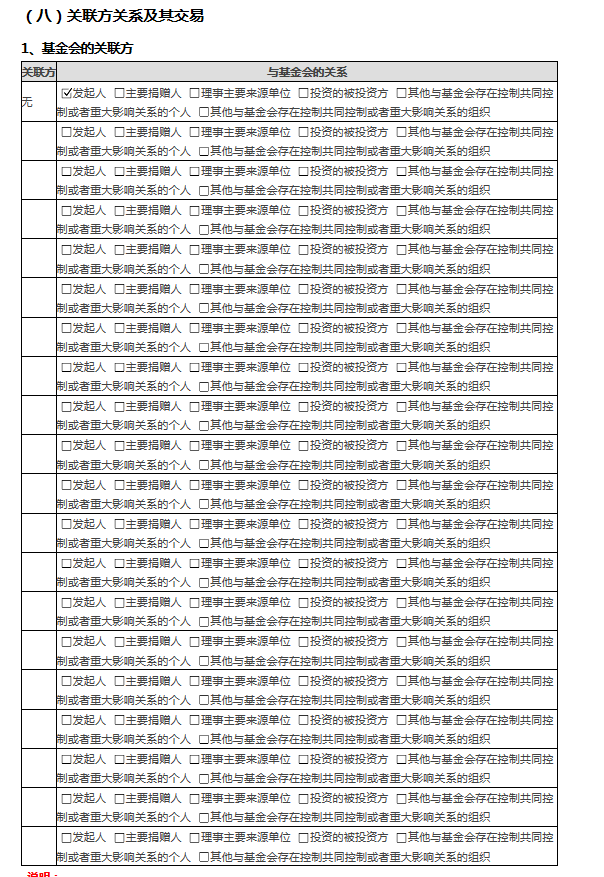 （八）关联方关系及其交易
1、基金会的关联方
关联方 与基金会的关系
无 ☑发起人 □主要捐赠人 □理事主要来源单位 □投资的被投资方 □其他与基金会存在控制共同控
制或者重大影响关系的个人 □其他与基金会存在控制共同控制或者重大影响关系的组织
□发起人 □主要捐赠人 □理事主要来源单位 □投资的被投资方 □其他与基金会存在控制共同控
制或者重大影响关系的个人 □其他与基金会存在控制共同控制或者重大影响关系的组织
□发起人 □主要捐赠人 □理事主要来源单位 □投资的被投资方 □其他与基金会存在控制共同控
制或者重大影响关系的个人 □其他与基金会存在控制共同控制或者重大影响关系的组织
□发起人 □主要捐赠人 □理事主要来源单位 □投资的被投资方 □其他与基金会存在控制共同控
制或者重大影响关系的个人 □其他与基金会存在控制共同控制或者重大影响关系的组织
□发起人 □主要捐赠人 □理事主要来源单位 □投资的被投资方 □其他与基金会存在控制共同控
制或者重大影响关系的个人 □其他与基金会存在控制共同控制或者重大影响关系的组织
□发起人 □主要捐赠人 □理事主要来源单位 □投资的被投资方 □其他与基金会存在控制共同控
制或者重大影响关系的个人 □其他与基金会存在控制共同控制或者重大影响关系的组织
□发起人 □主要捐赠人 □理事主要来源单位 □投资的被投资方 □其他与基金会存在控制共同控
制或者重大影响关系的个人 □其他与基金会存在控制共同控制或者重大影响关系的组织
□发起人 □主要捐赠人 □理事主要来源单位 □投资的被投资方 □其他与基金会存在控制共同控
制或者重大影响关系的个人 □其他与基金会存在控制共同控制或者重大影响关系的组织
□发起人 □主要捐赠人 □理事主要来源单位 □投资的被投资方 □其他与基金会存在控制共同控
制或者重大影响关系的个人 □其他与基金会存在控制共同控制或者重大影响关系的组织
□发起人 □主要捐赠人 □理事主要来源单位 □投资的被投资方 □其他与基金会存在控制共同控
制或者重大影响关系的个人 □其他与基金会存在控制共同控制或者重大影响关系的组织
□发起人 □主要捐赠人 □理事主要来源单位 □投资的被投资方 □其他与基金会存在控制共同控
制或者重大影响关系的个人 □其他与基金会存在控制共同控制或者重大影响关系的组织
□发起人 □主要捐赠人 □理事主要来源单位 □投资的被投资方 □其他与基金会存在控制共同控
制或者重大影响关系的个人 □其他与基金会存在控制共同控制或者重大影响关系的组织
□发起人 □主要捐赠人 □理事主要来源单位 □投资的被投资方 □其他与基金会存在控制共同控
制或者重大影响关系的个人 □其他与基金会存在控制共同控制或者重大影响关系的组织
□发起人 □主要捐赠人 □理事主要来源单位 □投资的被投资方 □其他与基金会存在控制共同控
制或者重大影响关系的个人 □其他与基金会存在控制共同控制或者重大影响关系的组织
□发起人 □主要捐赠人 □理事主要来源单位 □投资的被投资方 □其他与基金会存在控制共同控
制或者重大影响关系的个人 □其他与基金会存在控制共同控制或者重大影响关系的组织
□发起人 □主要捐赠人 □理事主要来源单位 □投资的被投资方 □其他与基金会存在控制共同控
制或者重大影响关系的个人 □其他与基金会存在控制共同控制或者重大影响关系的组织
□发起人 □主要捐赠人 □理事主要来源单位 □投资的被投资方 □其他与基金会存在控制共同控
制或者重大影响关系的个人 □其他与基金会存在控制共同控制或者重大影响关系的组织
□发起人 □主要捐赠人 □理事主要来源单位 □投资的被投资方 □其他与基金会存在控制共同控
制或者重大影响关系的个人 □其他与基金会存在控制共同控制或者重大影响关系的组织
□发起人 □主要捐赠人 □理事主要来源单位 □投资的被投资方 □其他与基金会存在控制共同控
制或者重大影响关系的个人 □其他与基金会存在控制共同控制或者重大影响关系的组织
□发起人 □主要捐赠人 □理事主要来源单位 □投资的被投资方 □其他与基金会存在控制共同控
制或者重大影响关系的个人 □其他与基金会存在控制共同控制或者重大影响关系的组织
说明：